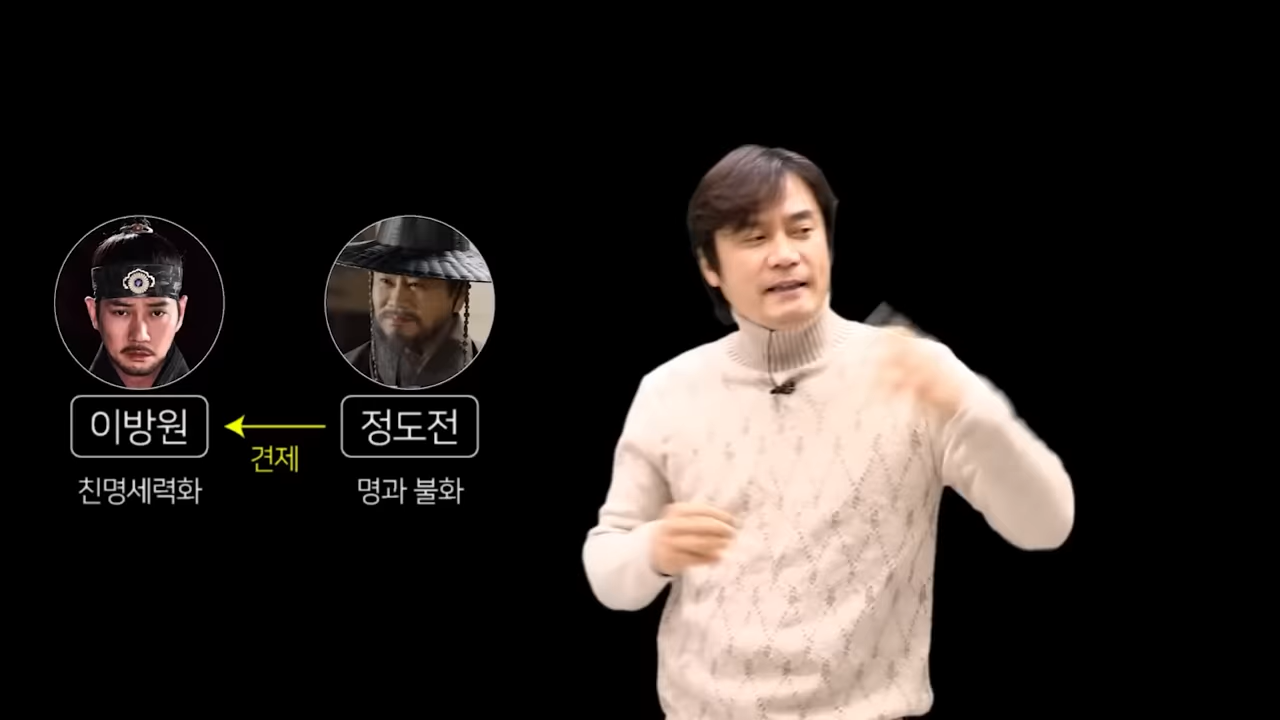 이방원
정도전
견제
친명세력화
명과 불화